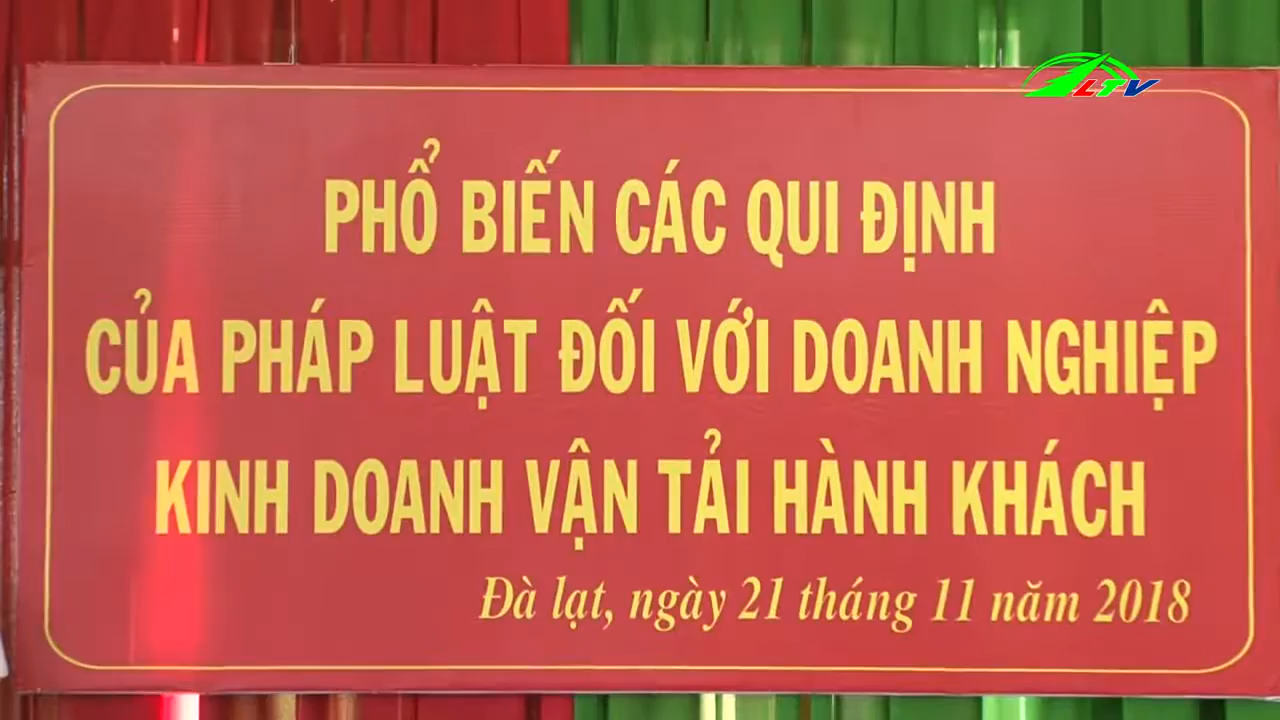 LTV
PHỔ BIẾN CÁC QUI ĐỊNH
CỦA PHÁP LUẬT ĐỐI VỚI DOANH NGHIỆP
KINH DOANH VẬN TẢI HÀNH KHÁCH
Đà lạt, ngày 21 tháng 11 năm 2018